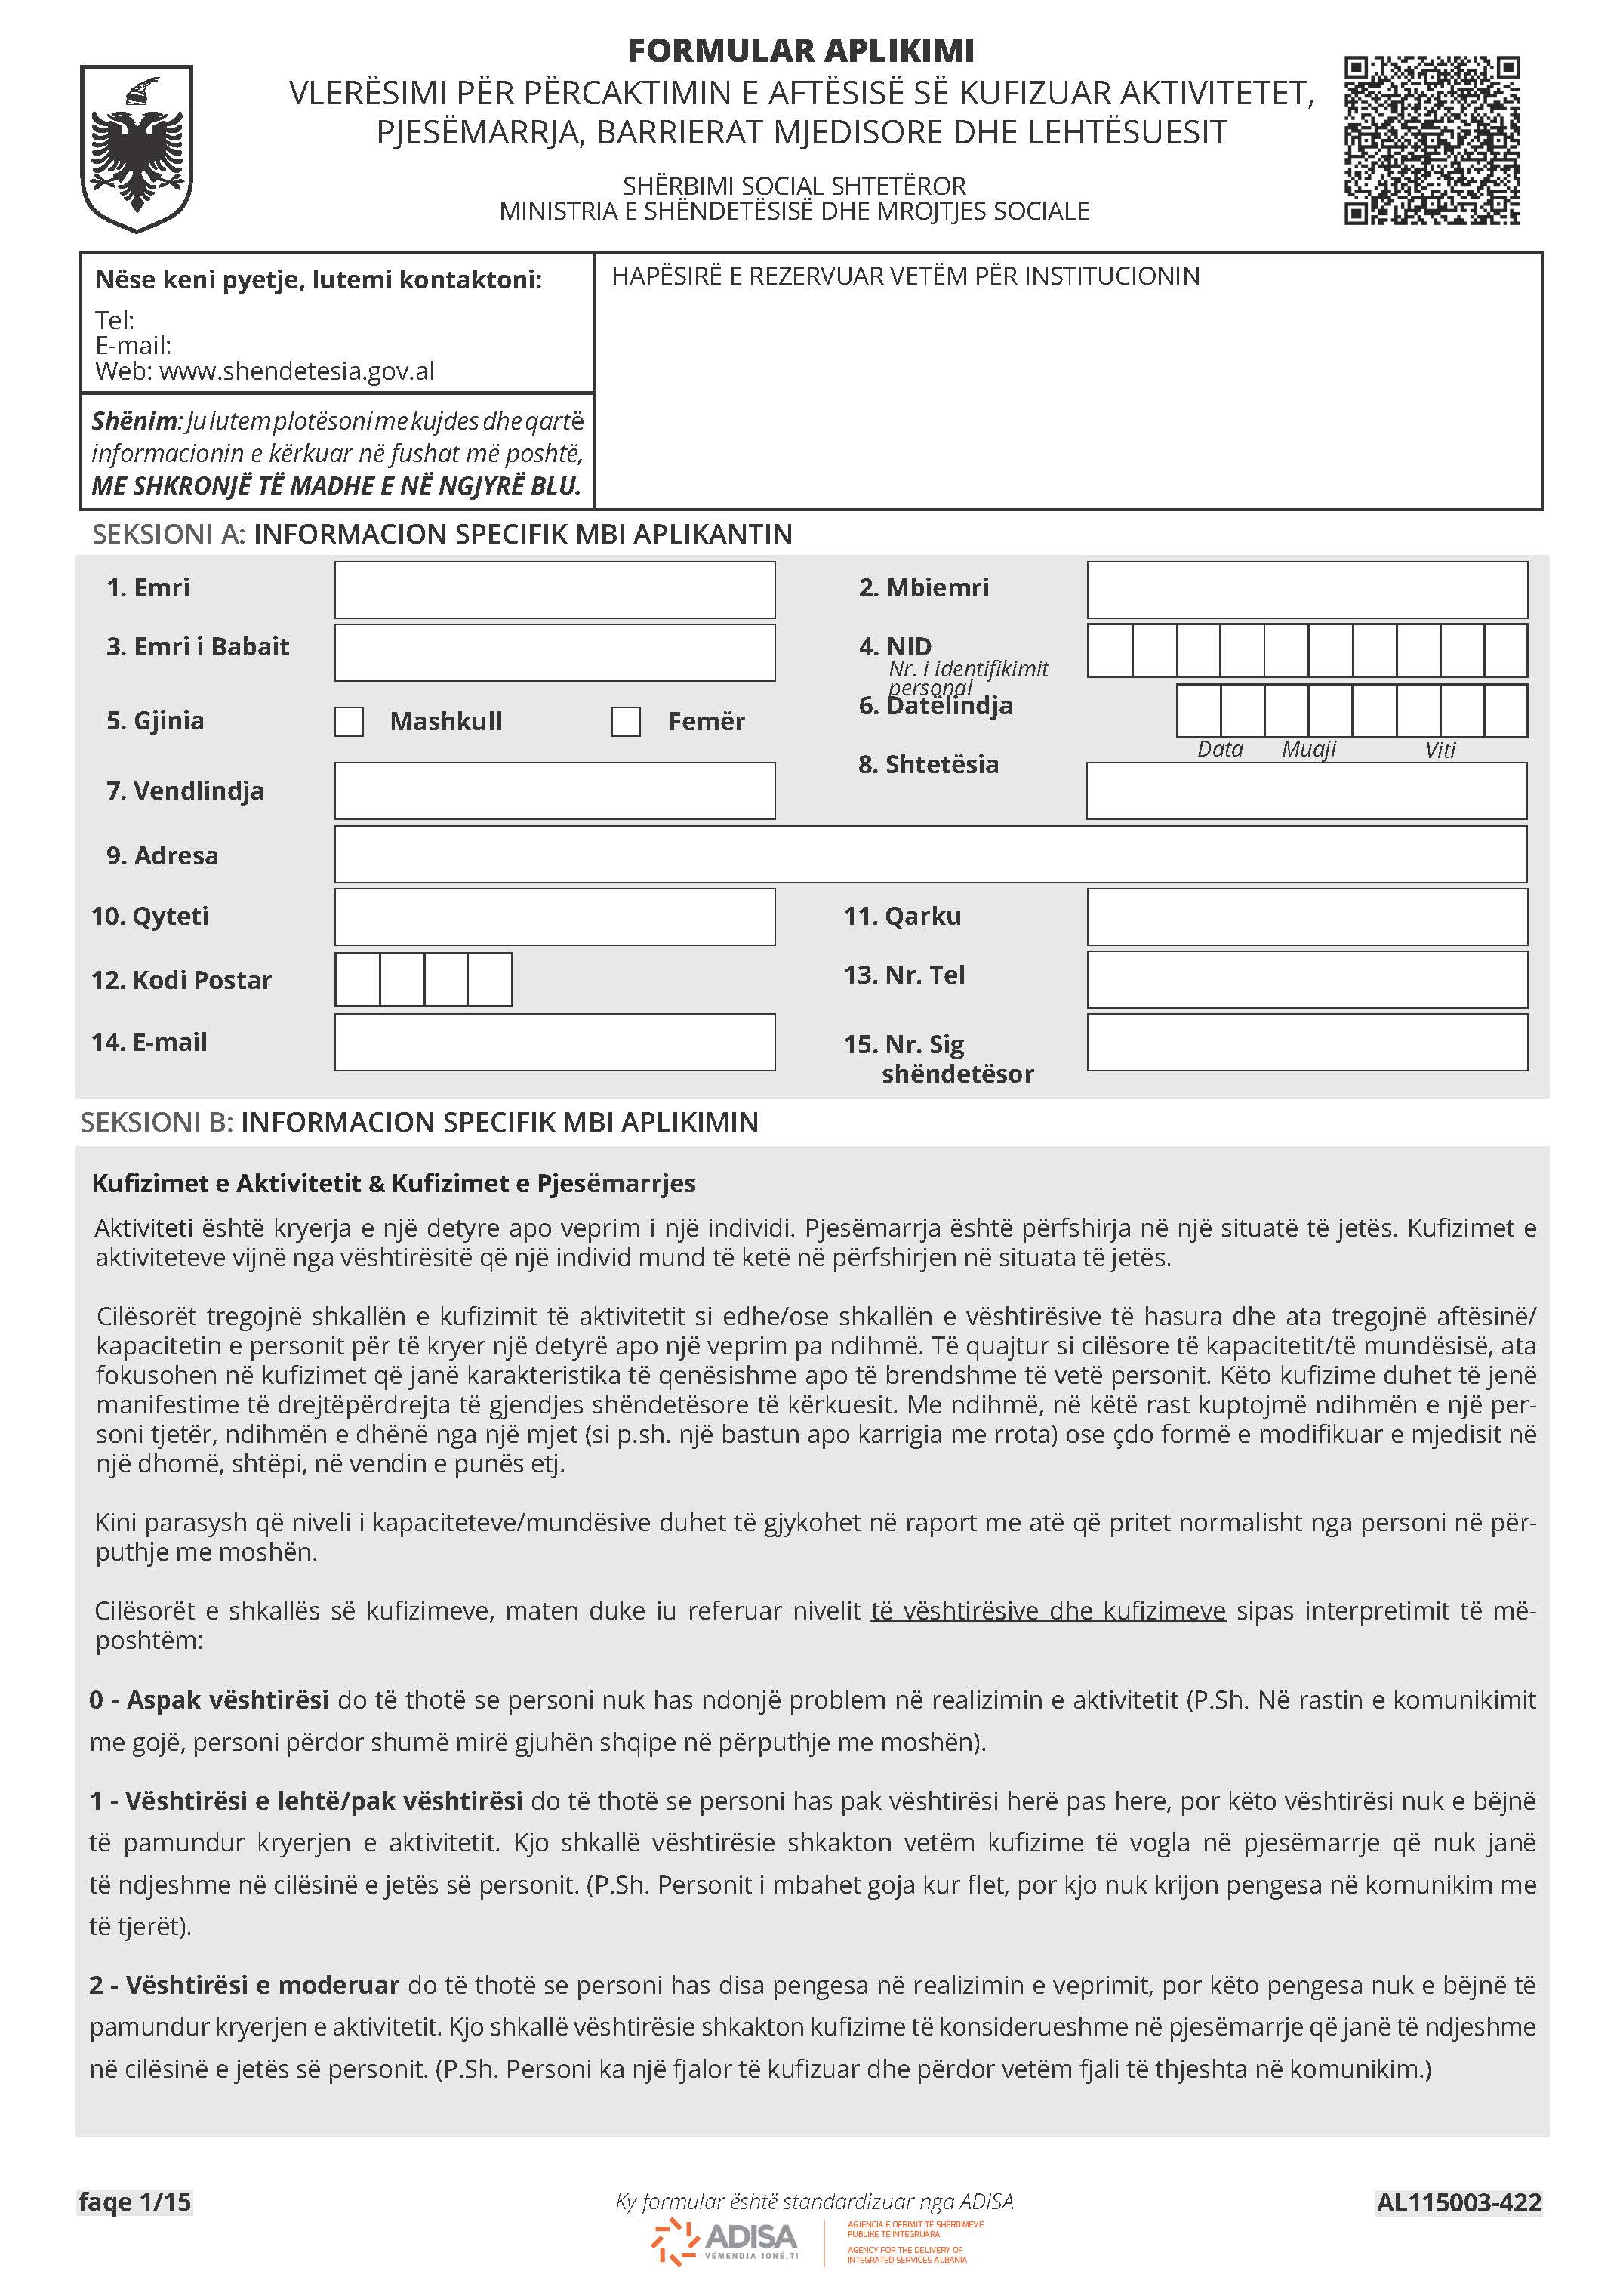 FORMULAR APLIKIMI
VLERËSIMI PËR PËRCAKTIMIN E AFTËSISË SË KUFIZUAR AKTIVITETET,
PJESËMARRJA, BARRIERAT MJEDISORE DHE LEHTËSUESIT
SHËRBIMI SOCIAL SHTETËROR
MINISTRIA E SHËNDETËSISË DHE MROJTJES SOCIALE
Nëse keni pyetje, lutemi kontaktoni:
Tel:
E-mail:
Web: www.shendetesia.gov.al
Shënim: Ju lutem plotësoni me kujdes dhe qartë
informacionin e kërkuar në fushat më poshtë,
ME SHKRONJË TË MADHE E NË NGJYRË BLU.
HAPËSIRË E REZERVUAR VETËM PËR INSTITUCIONIN
SEKSIONI A: INFORMACION SPECIFIK MBI APLIKANTIN
1. Emri
2. Mbiemri
3. Emri i Babait
4. NID
Nr. i identifikimit
personal
5. Gjinia
Mashkull
Femër
6. Datëlindja
Data Muaji Viti
7. Vendlindja
8. Shtetësia
9. Adresa
10. Qyteti
11. Qarku
12. Kodi Postar
13. Nr. Tel
14. E-mail
15. Nr. Sig
shëndetësor
SEKSIONI B: INFORMACION SPECIFIK MBI APLIKIMIN
Kufizimet e Aktivitetit & Kufizimet e Pjesëmarrjes
Aktiviteti është kryerja e një detyre apo veprim i një individi. Pjesëmarrja është përfshirja në një situatë të jetës. Kufizimet e
aktiviteteve vijnë nga vështirësitë që një individ mund të ketë në përfshirjen në situata të jetës.
Cilësorët tregojnë shkallën e kufizimit të aktivitetit si edhe/ose shkallën e vështirësive të hasura dhe ata tregojnë aftësinë/
kapacitetin e personit për të kryer një detyrë apo një veprim pa ndihmë. Të quajtur si cilësore të kapacitetit/të mundësisë, ata
fokusohen në kufizimet që janë karakteristika të qenësishme apo të brendshme të vetë personit. Këto kufizime duhet të jenë
manifestime të drejtëpërdrejta të gjendjes shëndetësore të kërkuesit. Me ndihmë, në këtë rast kuptojmë ndihmën e një per-
soni tjetër, ndihmën e dhënë nga një mjet (si p.sh. një bastun apo karrigia me rrota) ose çdo formë e modifikuar e mjedisit në
një dhomë, shtëpi, në vendin e punës etj.
Kini parasysh që niveli i kapaciteteve/mundësive duhet të gjykohet në raport me atë që pritet normalisht nga personi në për-
puthje me moshën.
Cilësorët e shkallës së kufizimeve, maten duke iu referuar nivelit të vështirësive dhe kufizimeve sipas interpretimit të më-
poshtëm:
0 - Aspak vështirësi do të thotë se personi nuk has ndonjë problem në realizimin e aktivitetit (P.Sh. Në rastin e komunikimit
me gojë, personi përdor shumë mirë gjuhën shqipe në përputhje me moshën).
1 - Vështirësi e lehtë/pak vështirësi do të thotë se personi has pak vështirësi herë pas here, por këto vështirësi nuk e bëjnë
të pamundur kryerjen e aktivitetit. Kjo shkallë vështirësie shkakton vetëm kufizime të vogla në pjesëmarrje që nuk janë
të ndjeshme në cilësinë e jetës së personit. (P.Sh. Personit i mbahet goja kur flet, por kjo nuk krijon pengesa në komunikim me
të tjerët).
2 - Vështirësi e moderuar do të thotë se personi has disa pengesa në realizimin e veprimit, por këto pengesa nuk e bëjnë të
pamundur kryerjen e aktivitetit. Kjo shkallë vështirësie shkakton kufizime të konsiderueshme në pjesëmarrje që janë të ndjeshme
në cilësinë e jetës së personit. (P.Sh. Personi ka një fjalor të kufizuar dhe përdor vetëm fjali të thjeshta në komunikim.)
faqe 1/15
Ky formular është standardizuar nga ADISA
AL115003-422
ADISA
VEMENDJA JONE,TI
AGJENCIA E OFRIMIT TË SHËRBIMEVE
PUBLIKE TË INTEGRUARA
AGENCY FOR THE DELIVERY OF
INTEGRATED SERVICES ALBANIA